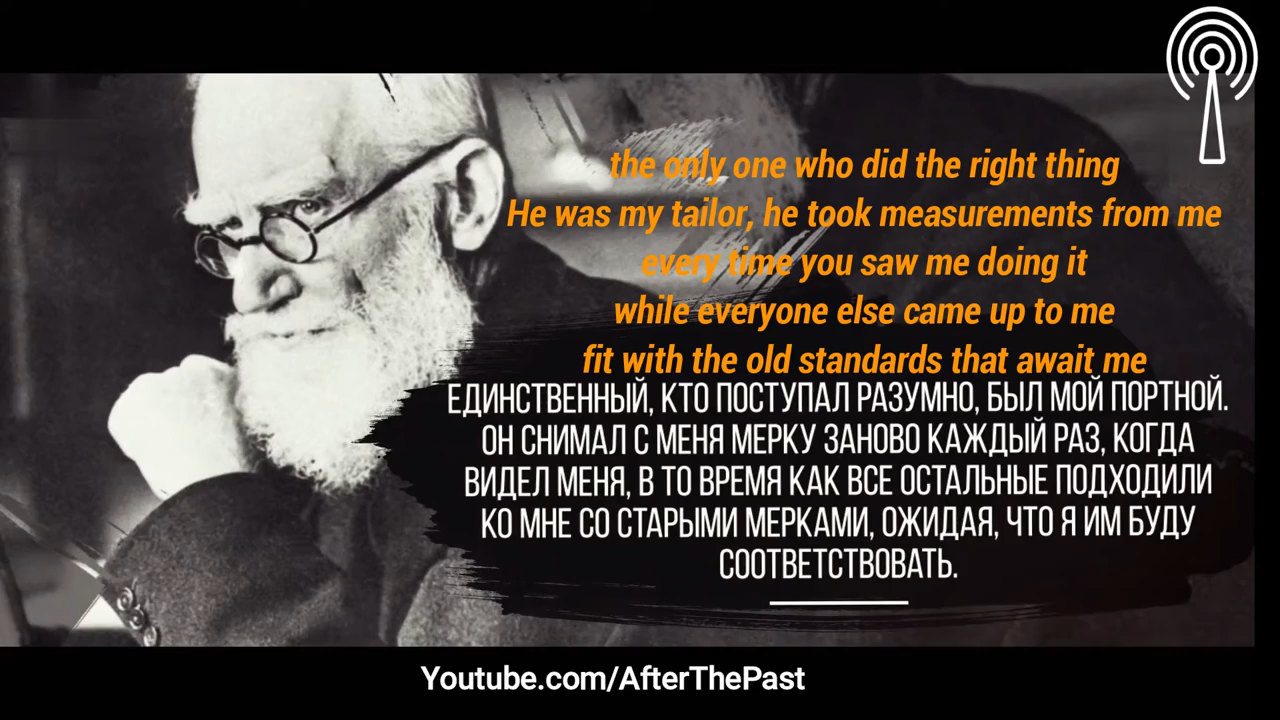 the only one who did the right thing
He was my tailor, he took measurements from me
every time you saw me doing it
while everyone else came up to me
fit with the old standards that await me
ЕДИНСТВЕННЫЙ, КТО ПОСТУПАЛ РАЗУМНО, БЫЛ МОЙ ПОРТНОЙ.
ОН СНИМАЛ С МЕНЯ МЕРКУ ЗАНОВО КАЖДЫЙ РАЗ, КОГДА
ВИДЕЛ МЕНЯ, В ТО ВРЕМЯ КАК ВСЕ ОСТАЛЬНЫЕ ПОДХОДИЛИ
КО МНЕ СО СТАРЫМИ МЕРКАМИ, ОЖИДАЯ, ЧТО Я ИМ БУДУ
СООТВЕТСТВОВАТЬ.
Youtube.com/AfterThePast